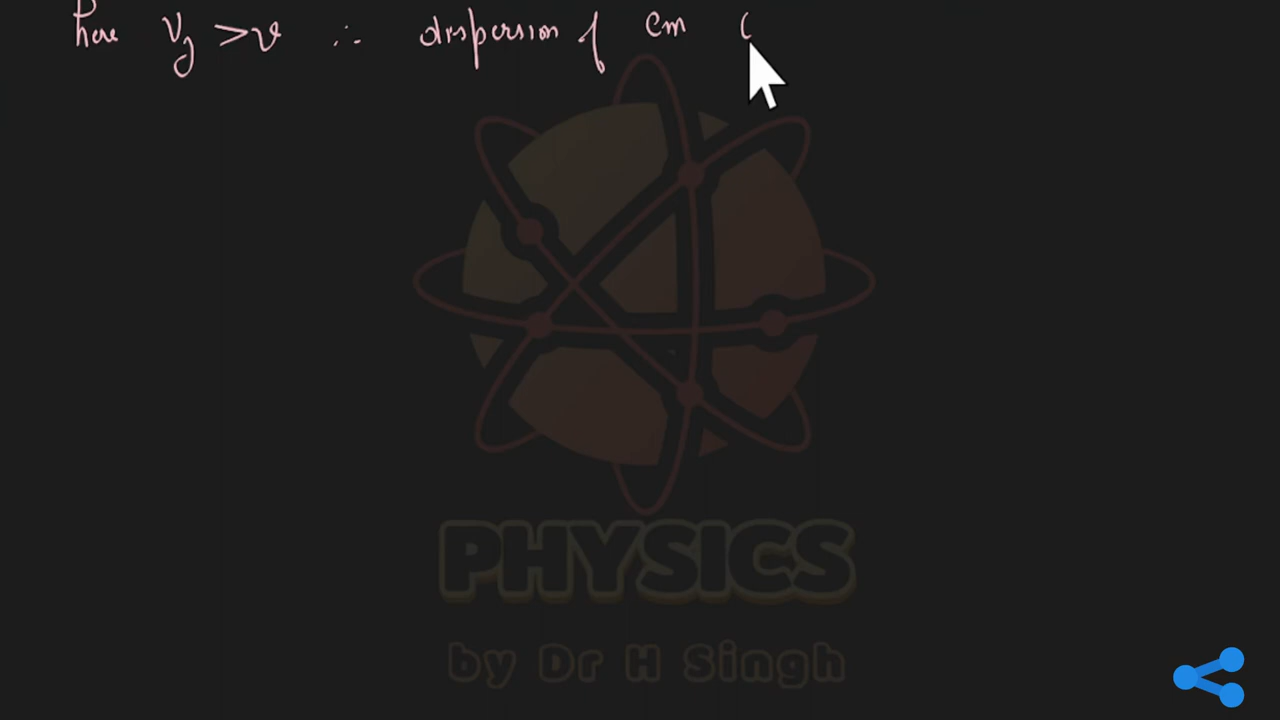 here Vg > v ∴ dispersion of em (
PHYSICS
by Dr H Singh